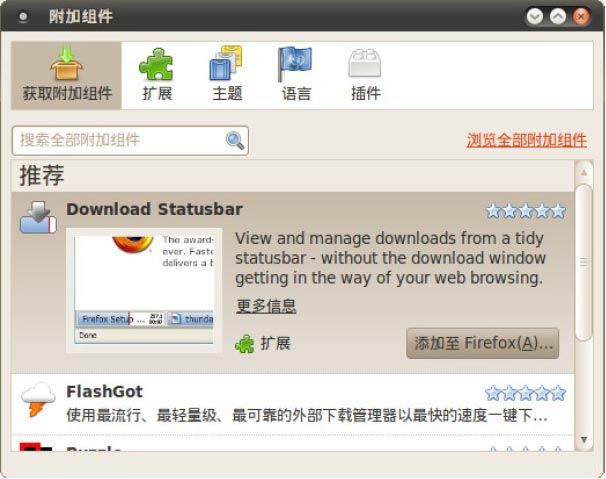 附加组件
获取附加组件 扩展 主题 语言 插件
搜索全部附加组件 浏览全部附加组件
推荐
Download Statusbar
The award-
ever. Faste
delivers a b
Firefox Setup ...
thunde
Done
View and manage downloads from a tidy
statusbar - without the download window
getting in the way of your web browsing.
更多信息
扩展 添加至 Firefox(A)...
FlashGot
使用最流行、最轻量级、最可靠的外部下载管理器以最快的速度一键下...